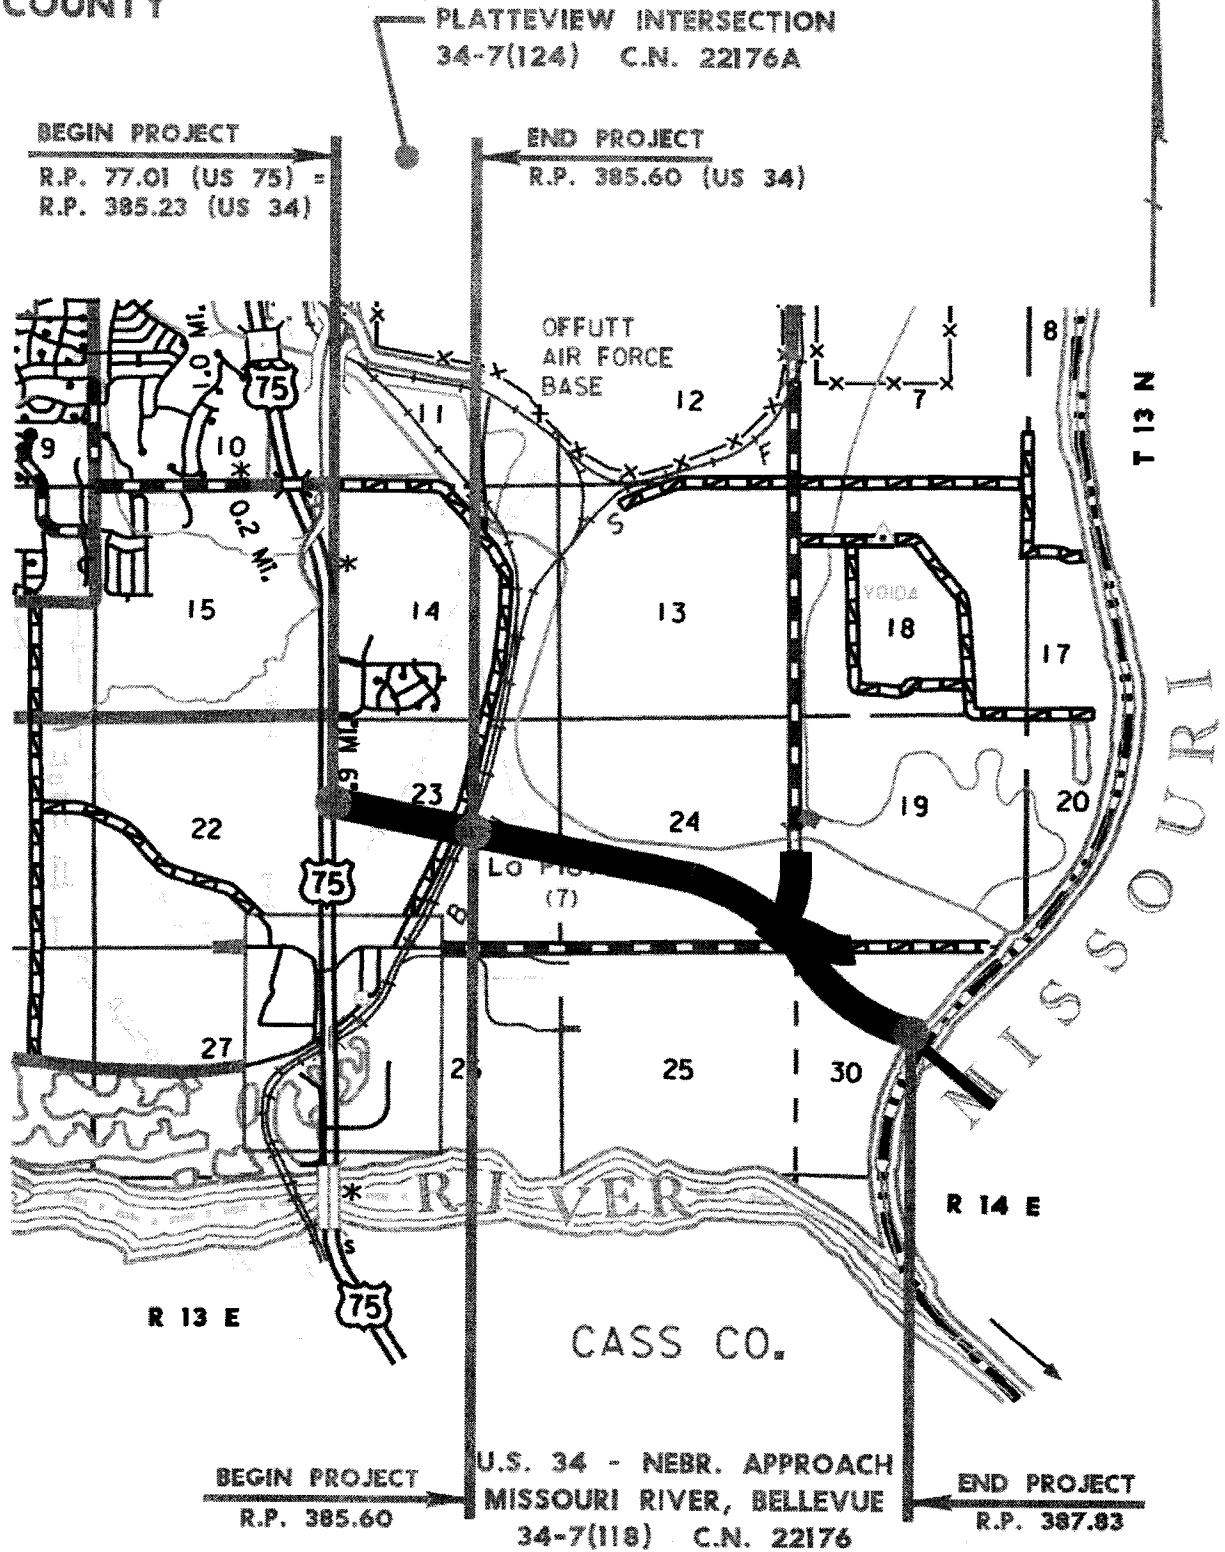 COUNTY
PLATTEVIEW INTERSECTION
34-7(124) C.N. 22176A
BEGIN PROJECT
R.P. 77.01 (US 75) =
R.P. 385.23 (US 34)
END PROJECT
R.P. 385.60 (US 34)
OFFUTT
AIR FORCE
BASE
8
T 13 N
1.0 MI.
75
7
12
11
9
10
*
F
0.2 MI.
S
*
15
14
13
18
17
.9 MI.
23
22
24
19
20
75
(7)
B
MISSOURI
27
25
30
*
RIVER
R 14 E
S
75
R 13 E
CASS CO.
BEGIN PROJECT
R.P. 385.60
U.S. 34 - NEBR. APPROACH
MISSOURI RIVER, BELLEVUE
34-7(118) C.N. 22176
END PROJECT
R.P. 387.83